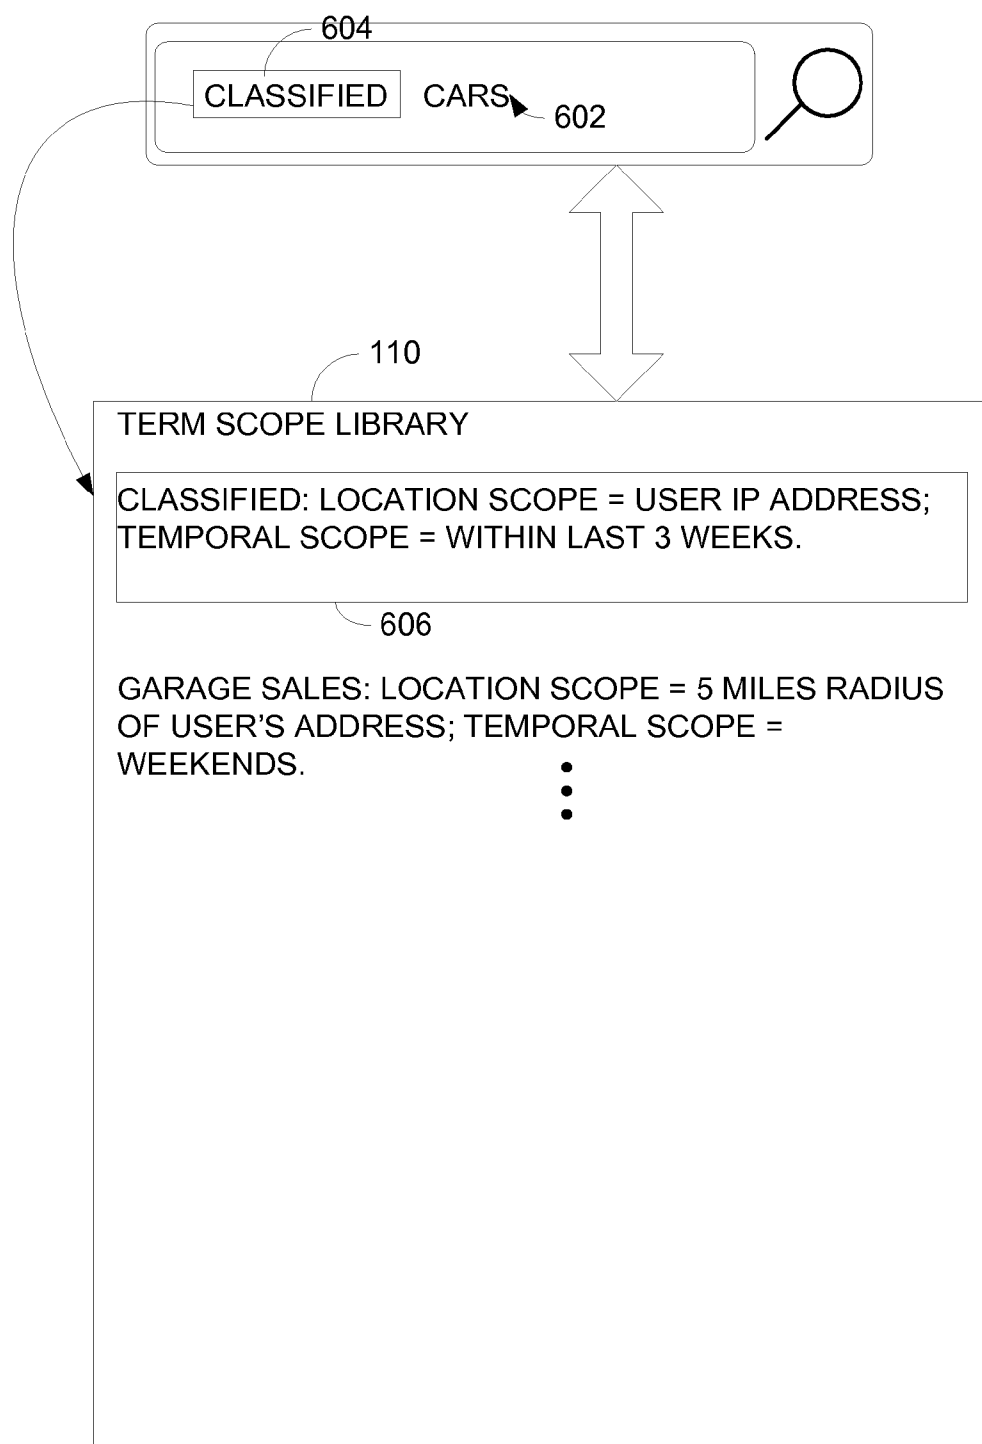 604
CLASSIFIED CARS
602
110
TERM SCOPE LIBRARY
CLASSIFIED: LOCATION SCOPE = USER IP ADDRESS;
TEMPORAL SCOPE = WITHIN LAST 3 WEEKS.
606
GARAGE SALES: LOCATION SCOPE = 5 MILES RADIUS
OF USER'S ADDRESS; TEMPORAL SCOPE =
WEEKENDS.